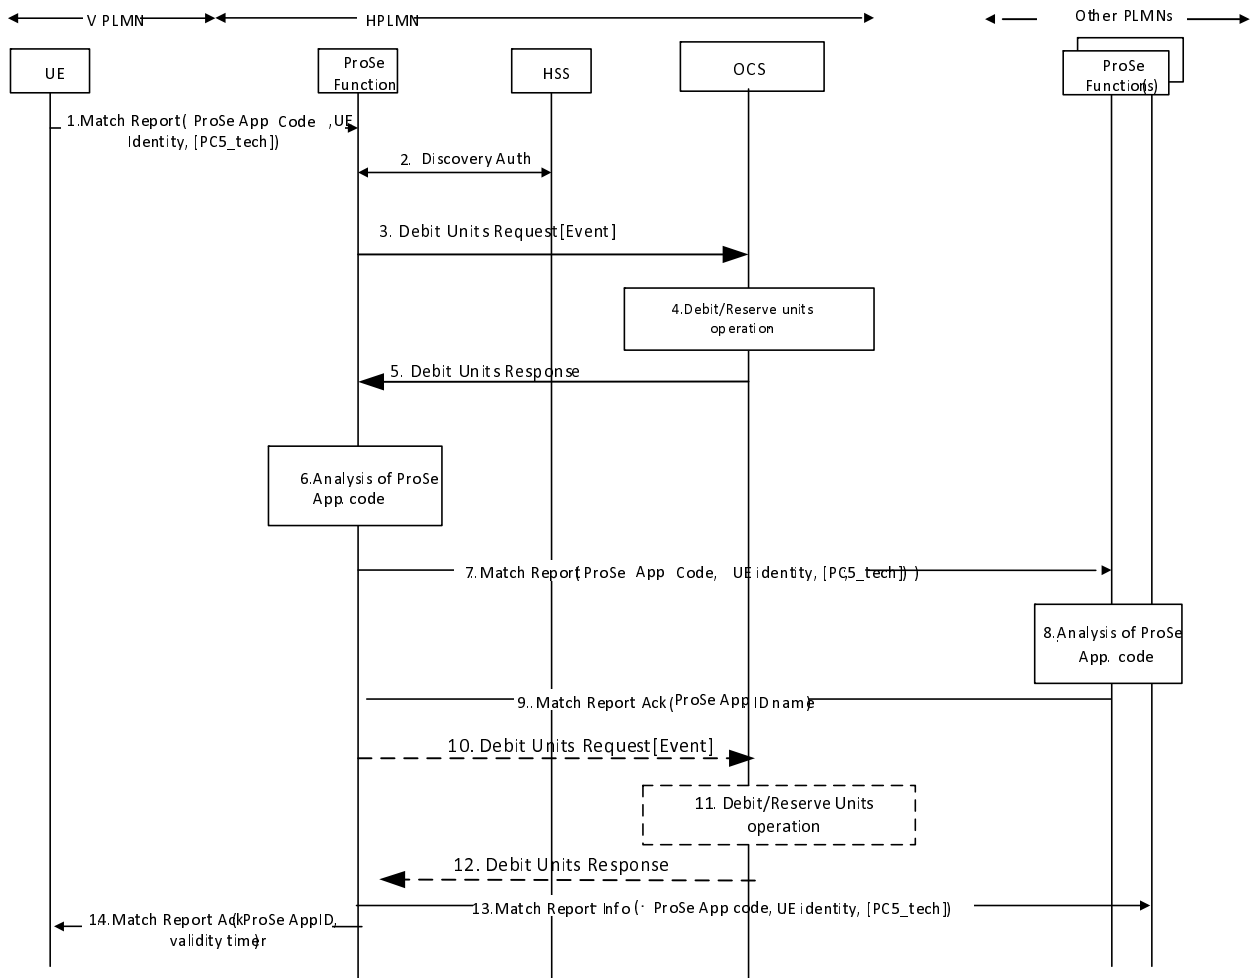 V PLMN
HPLMN
Other PLMNs
UE
ProSe
Function
HSS
OCS
ProSe
Function(s)
1.Match Report( ProSe App Code ,UE
Identity, [PC5_tech])
2. Discovery Auth
3. Debit Units Request[Event]
4.Debit/Reserve units
operation
5. Debit Units Response
6.Analysis of ProSe
App. code
7.Match Report(ProSe App Code, UE identity, [PC5_tech]) )
8.Analysis of ProSe
App. code
9..Match Report Ack(ProSe App ID name)
10. Debit Units Request[Event]
11. Debit/Reserve Units
operation
12. Debit Units Response
13.Match Report Info (- ProSe App code, UE identity, [PC5_tech])
14.Match Report Ack(ProSe App ID,
validity timer)